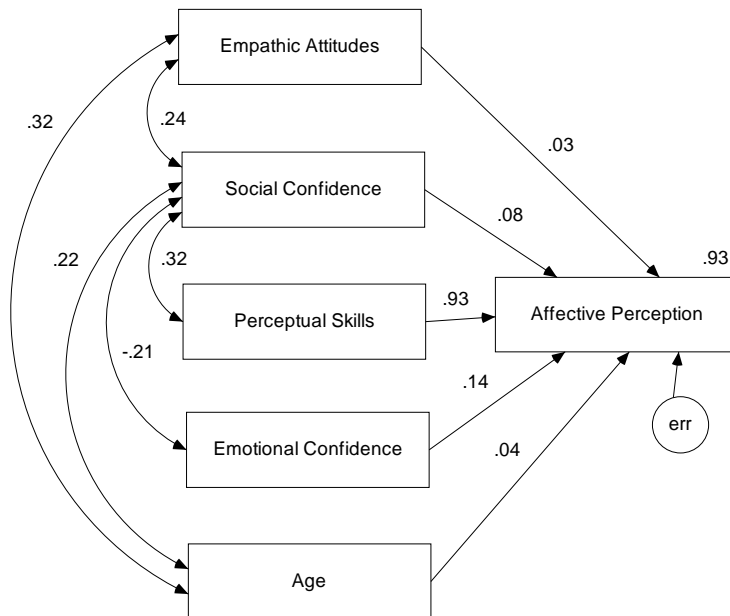 Empathic Attitudes
.32
.24
.03
Social Confidence
.08
.22
.32
.93
Perceptual Skills
.93
Affective Perception
-.21
.14
Emotional Confidence
err
.04
Age